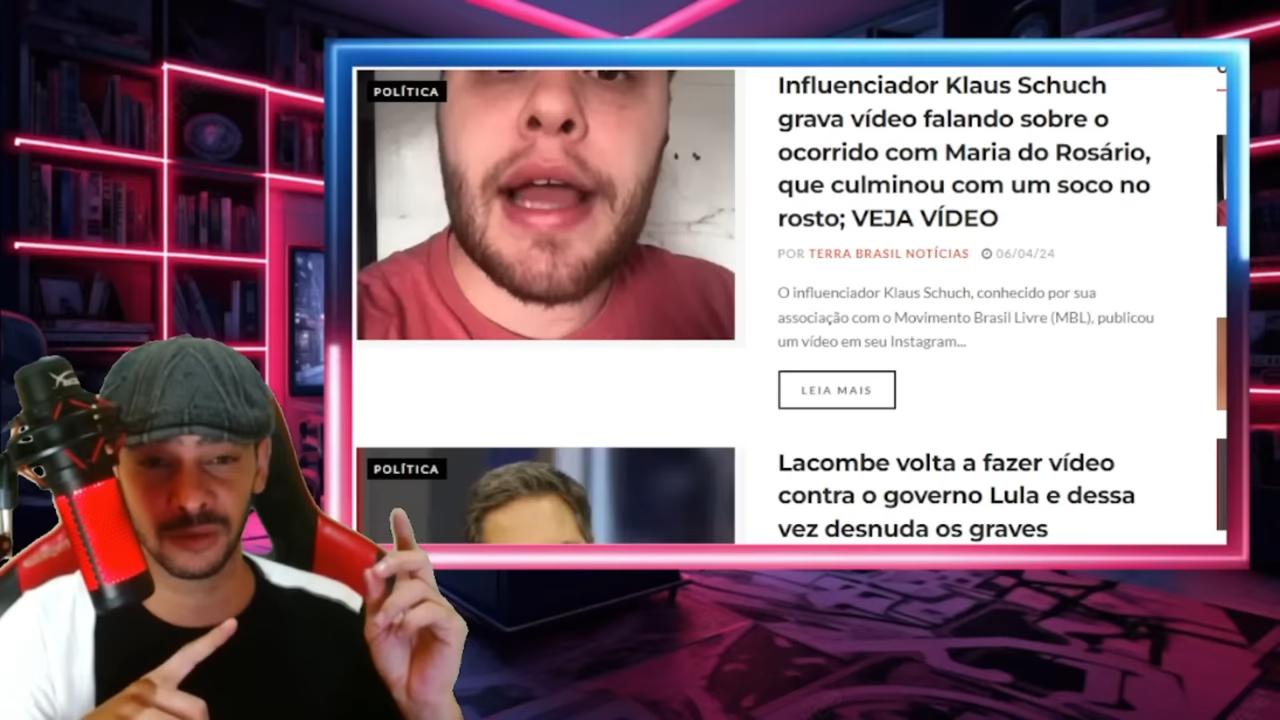 POLÍTICA
Influenciador Klaus Schuch
grava vídeo falando sobre o
ocorrido com Maria do Rosário,
que culminou com um soco no
rosto; VEJA VÍDEO
POR TERRA BRASIL NOTÍCIAS 06/04/24
O influenciador Klaus Schuch, conhecido por sua
associação com o Movimento Brasil Livre (MBL), publicou
um vídeo em seu Instagram...
LEIA MAIS
POLÍTICA
Lacombe volta a fazer vídeo
contra o governo Lula e dessa
vez desnuda os graves